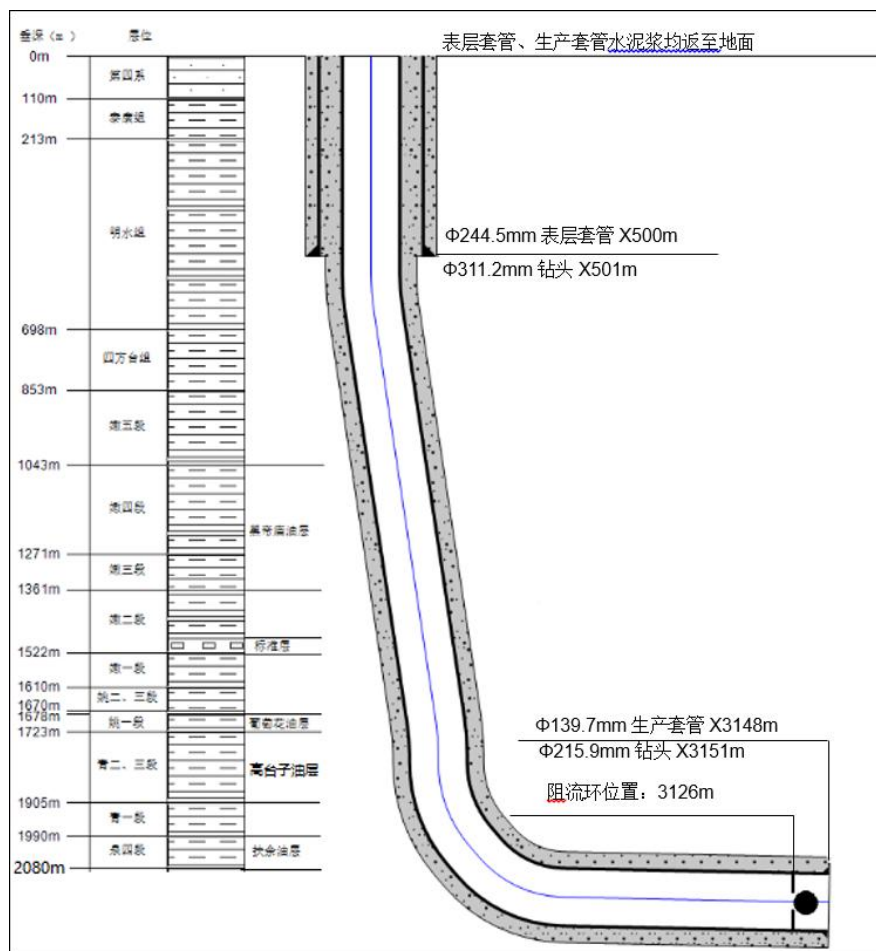 垂深（m） 层位
表层套管、生产套管水泥浆均返至地面
0m
第四系
110m
泰康组
213m
明水组
Φ244.5mm 表层套管 X500m
Φ311.2mm 钻头 X501m
698m
四方台组
853m
嫩五段
1043m
嫩四段
黑帝庙油层
1271m
嫩三段
1361m
嫩二段
标准层
1522m
嫩一段
1610m
姚二、三段
1670m
1678m
姚一段 葡萄花油层
1723m
Φ139.7mm 生产套管 X3148m
Φ215.9mm 钻头 X3151m
青二、三段 高台子油层
阻流环位置：3126m
1905m
青一段
1990m
泉四段 扶余油层
2080m